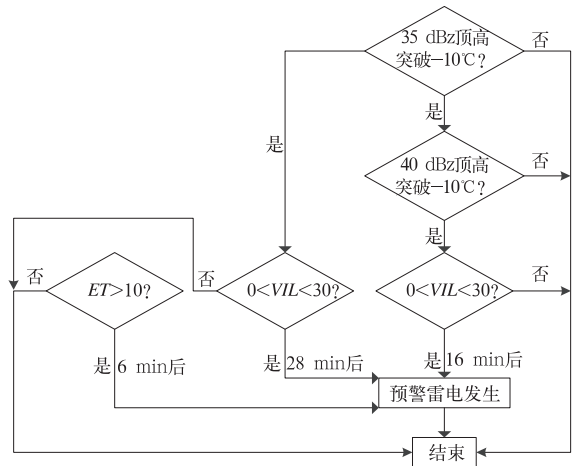 35 dBz顶高
突破−10℃?
否
是
是
40 dBz顶高
突破−10℃?
否
是
否
ET>10?
否
0<VIL<30?
0<VIL<30?
否
是 6 min后
是 28 min后
是 16 min后
预警雷电发生
结束